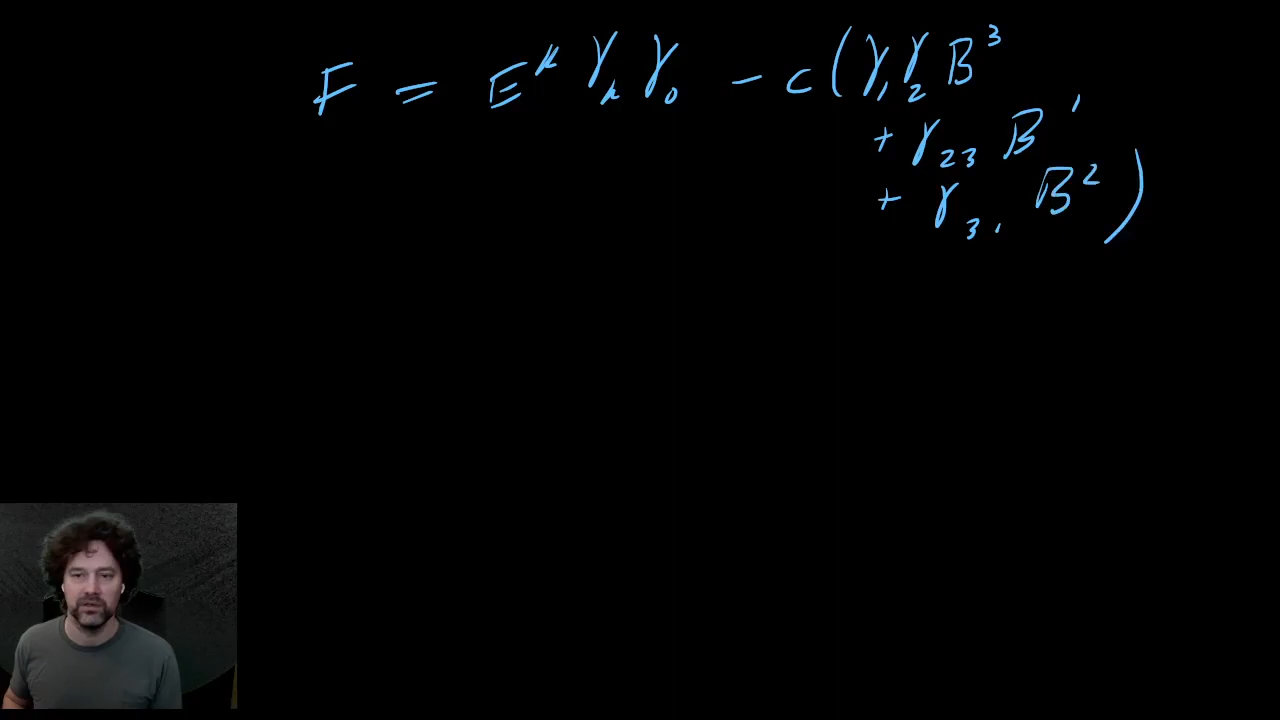 F = E^k γ_k γ_0 - c(γ_1 γ_2 B^3
+ γ_23 B^1
+ γ_31 B^2)